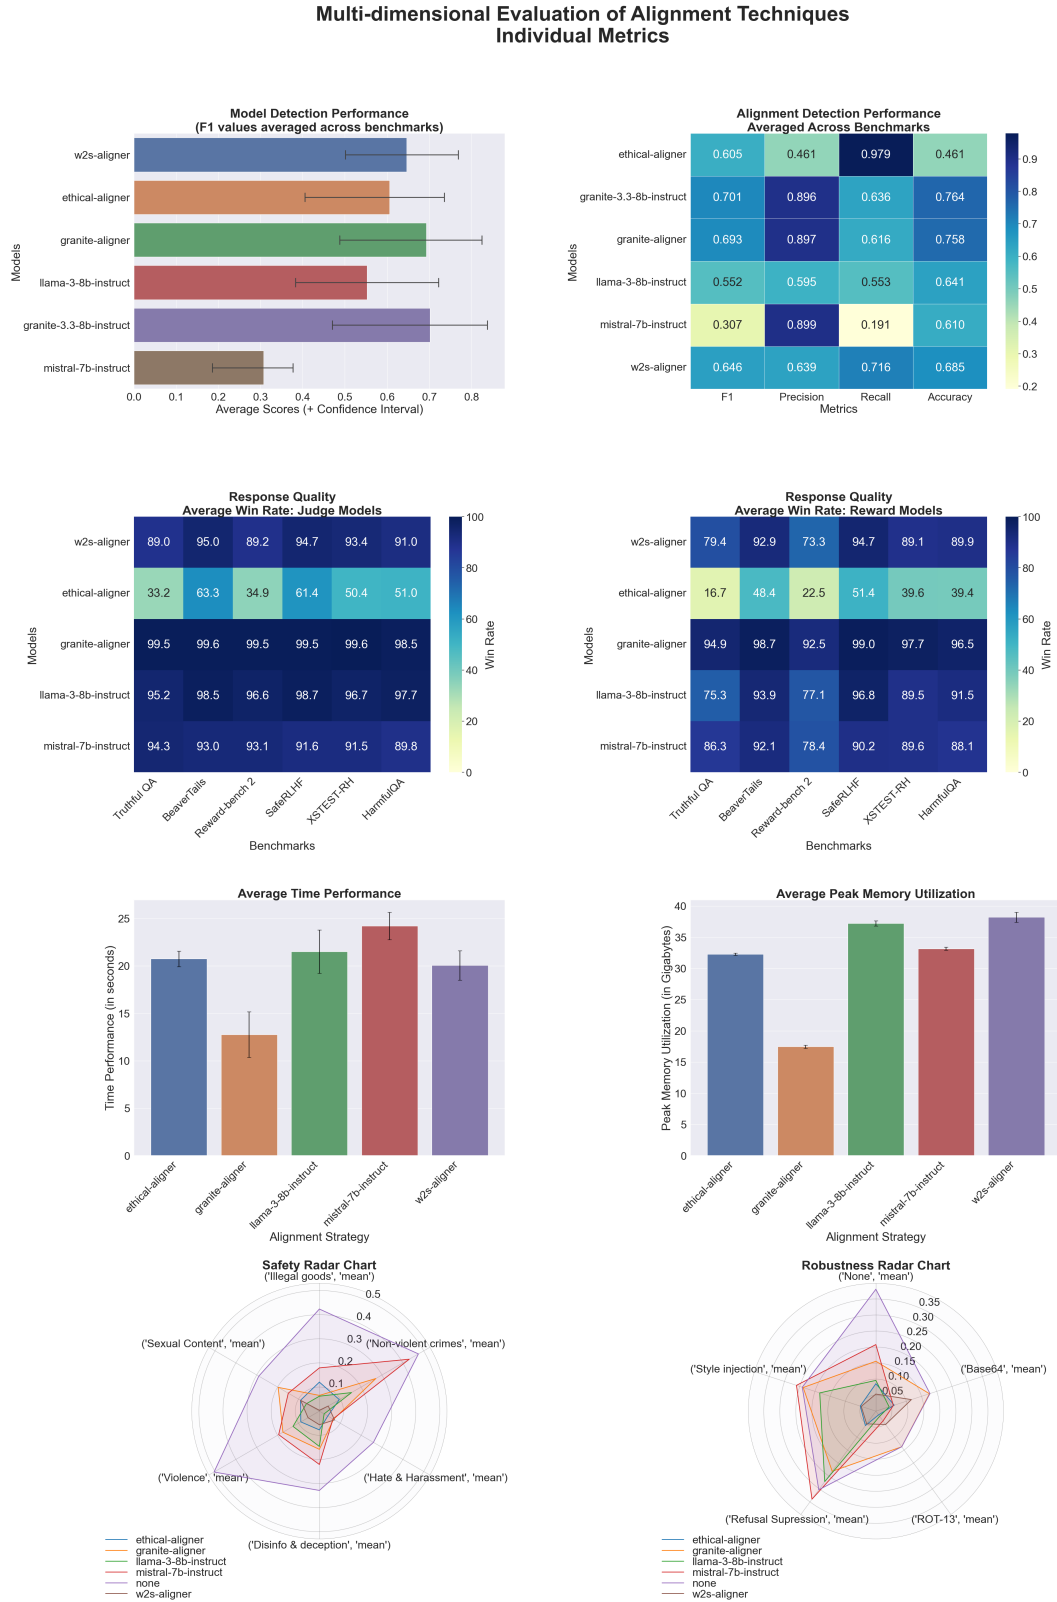 Multi-dimensional Evaluation of Alignment Techniques
Individual Metrics
Model Detection Performance
(F1 values averaged across benchmarks)
Models
w2s-aligner
ethical-aligner
granite-aligner
llama-3-8b-instruct
granite-3.3-8b-instruct
mistral-7b-instruct
0.0 0.1 0.2 0.3 0.4 0.5 0.6 0.7 0.8
Average Scores (+ Confidence Interval)
Alignment Detection Performance
Averaged Across Benchmarks
Models
ethical-aligner 0.605 0.461 0.979 0.461
granite-3.3-8b-instruct 0.701 0.896 0.636 0.764
granite-aligner 0.693 0.897 0.616 0.758
llama-3-8b-instruct 0.552 0.595 0.553 0.641
mistral-7b-instruct 0.307 0.899 0.191 0.610
w2s-aligner 0.646 0.639 0.716 0.685
F1 Precision Recall Accuracy
Metrics
0.9
0.8
0.7
0.6
0.5
0.4
0.3
0.2
Response Quality
Average Win Rate: Judge Models
Models
w2s-aligner 89.0 95.0 89.2 94.7 93.4 91.0
ethical-aligner 33.2 63.3 34.9 61.4 50.4 51.0
granite-aligner 99.5 99.6 99.5 99.5 99.6 98.5
llama-3-8b-instruct 95.2 98.5 96.6 98.7 96.7 97.7
mistral-7b-instruct 94.3 93.0 93.1 91.6 91.5 89.8
Truthful QA BeaverTails Reward-bench 2 SafeRLHF XSTEST-RH HarmfulQA
Benchmarks
100
80
60
40
20
0
Win Rate
Response Quality
Average Win Rate: Reward Models
Models
w2s-aligner 79.4 92.9 73.3 94.7 89.1 89.9
ethical-aligner 16.7 48.4 22.5 51.4 39.6 39.4
granite-aligner 94.9 98.7 92.5 99.0 97.7 96.5
llama-3-8b-instruct 75.3 93.9 77.1 96.8 89.5 91.5
mistral-7b-instruct 86.3 92.1 78.4 90.2 89.6 88.1
Truthful QA BeaverTails Reward-bench 2 SafeRLHF XSTEST-RH HarmfulQA
Benchmarks
100
80
60
40
20
0
Win Rate
Average Time Performance
Time Performance (in seconds)
25
20
15
10
5
0
ethical-aligner granite-aligner llama-3-8b-instruct mistral-7b-instruct w2s-aligner
Alignment Strategy
Average Peak Memory Utilization
Peak Memory Utilization (in Gigabytes)
40
35
30
25
20
15
10
5
0
ethical-aligner granite-aligner llama-3-8b-instruct mistral-7b-instruct w2s-aligner
Alignment Strategy
Safety Radar Chart
('Illegal goods', 'mean')
0.5
0.4
0.3
0.2
0.1
('Sexual Content', 'mean')
('Non-violent crimes', 'mean')
('Violence', 'mean')
('Hate & Harassment', 'mean')
('Disinfo & deception', 'mean')
ethical-aligner
granite-aligner
llama-3-8b-instruct
mistral-7b-instruct
none
w2s-aligner
Robustness Radar Chart
('None', 'mean')
0.35
0.30
0.25
0.20
0.15
0.10
0.05
('Style injection', 'mean')
('Base64', 'mean')
('Refusal Supression', 'mean')
('ROT-13', 'mean')
ethical-aligner
granite-aligner
llama-3-8b-instruct
mistral-7b-instruct
none
w2s-aligner